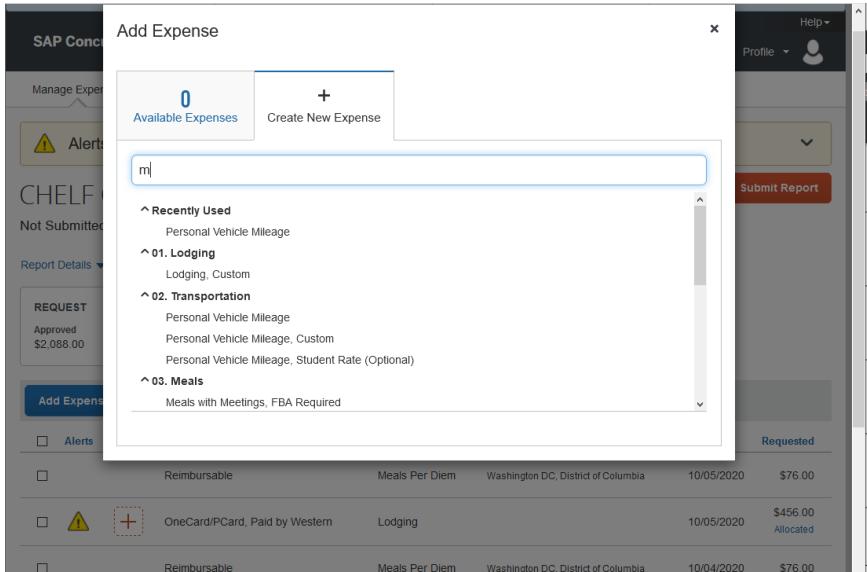 Help
SAP Concur
Profile
Add Expense
0
Available Expenses
+
Create New Expense
Manage Exper
Alerts
m
CHELF
Submit Report
Not Submitted
Recently Used
Personal Vehicle Mileage
01. Lodging
Lodging, Custom
Report Details
02. Transportation
REQUEST
Personal Vehicle Mileage
Approved
Personal Vehicle Mileage, Custom
$2,088.00
Personal Vehicle Mileage, Student Rate (Optional)
03. Meals
Add Expens
Meals with Meetings, FBA Required
Alerts
Requested
Reimbursable Meals Per Diem Washington DC, District of Columbia 10/05/2020 $76.00
OneCard/PCard, Paid by Western Lodging 10/05/2020 $456.00
Allocated
Reimbursable Meals Per Diem Washington DC, District of Columbia 10/04/2020 $76.00